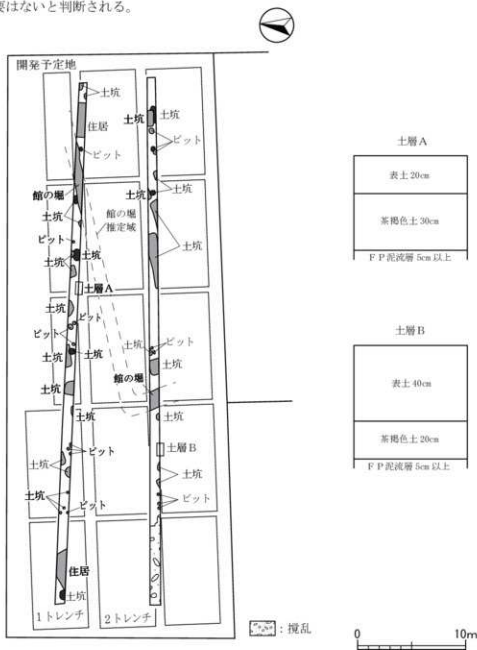 要はないと判断される。
開発予定地
土坑
土坑
土坑
住居
ピット
ピット
館の堀
土坑
土坑
土坑
館の堀
推定域
土坑
ピット
土坑
土坑
土層A
土坑
ピット
ピット
土坑
ピット
土坑
土坑
土坑
館の堀
土坑
土坑
ピット
土層B
土坑
土坑
土坑
ピット
ピット
住居
土坑
1トレンチ
2トレンチ
土層A
表土 20cm
茶褐色土 30cm
FP泥流層 5cm 以上
土層B
表土 40cm
茶褐色土 20cm
FP泥流層 5cm 以上
：撹乱
0
10m